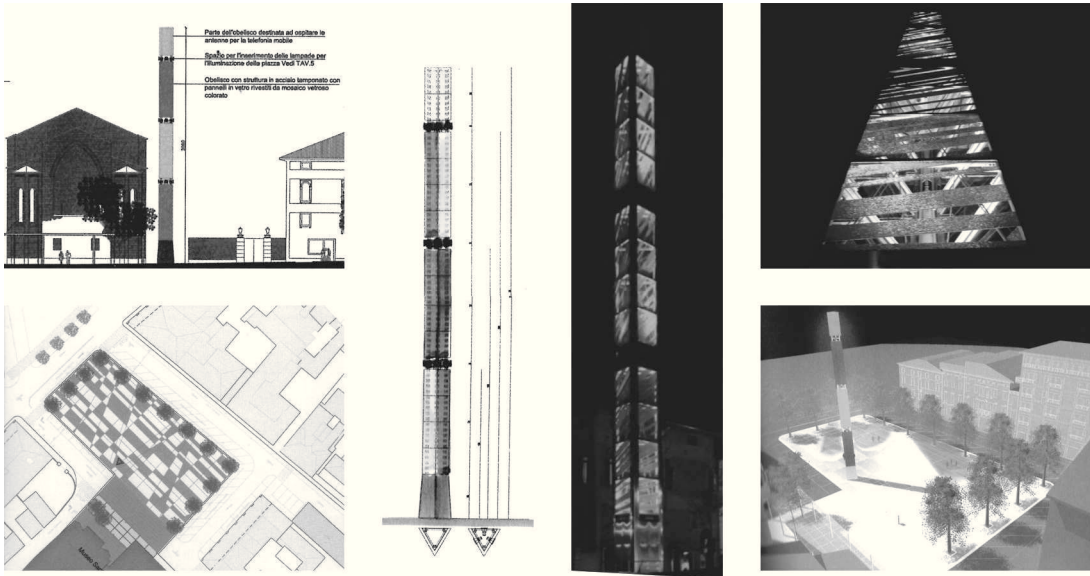 Parte dell'obelisco destinata ad ospitare le
antenne per la telefonia mobile
Spazio per l'inserimento delle lampade per
l'illuminazione della piazza Vedi TAV.5
Obelisco con struttura in acciaio tamponato con
pannelli in vetro rivestiti da mosaico vetroso
colorato
Museo